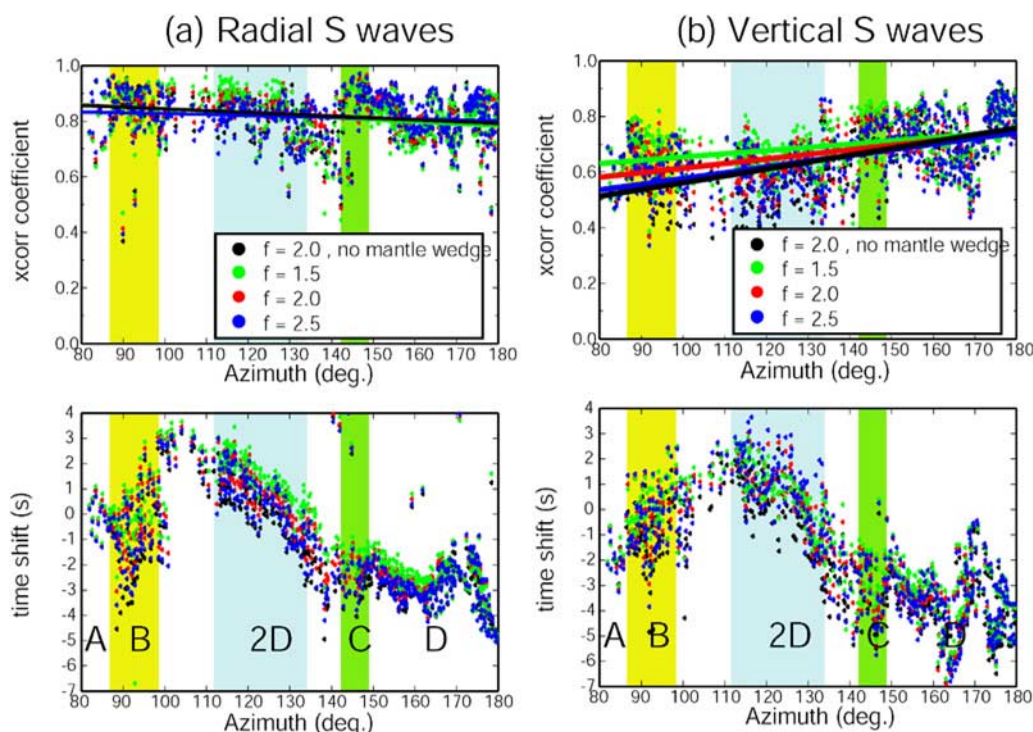 (a) Radial S waves
1.0
0.8
0.6
0.4
0.2
0.0
xcorr coefficient
f = 2.0 , no mantle wedge
f = 1.5
f = 2.0
f = 2.5
80 90 100 110 120 130 140 150 160 170 180
Azimuth (deg.)
(b) Vertical S waves
1.0
0.8
0.6
0.4
0.2
0.0
xcorr coefficient
f = 2.0 , no mantle wedge
f = 1.5
f = 2.0
f = 2.5
80 90 100 110 120 130 140 150 160 170 180
Azimuth (deg.)
4
3
2
1
0
-1
-2
-3
-4
-5
-6
-7
time shift (s)
A B 2D C D
80 90 100 110 120 130 140 150 160 170 180
Azimuth (deg.)
4
3
2
1
0
-1
-2
-3
-4
-5
-6
-7
time shift (s)
A B 2D C D
80 90 100 110 120 130 140 150 160 170 180
Azimuth (deg.)